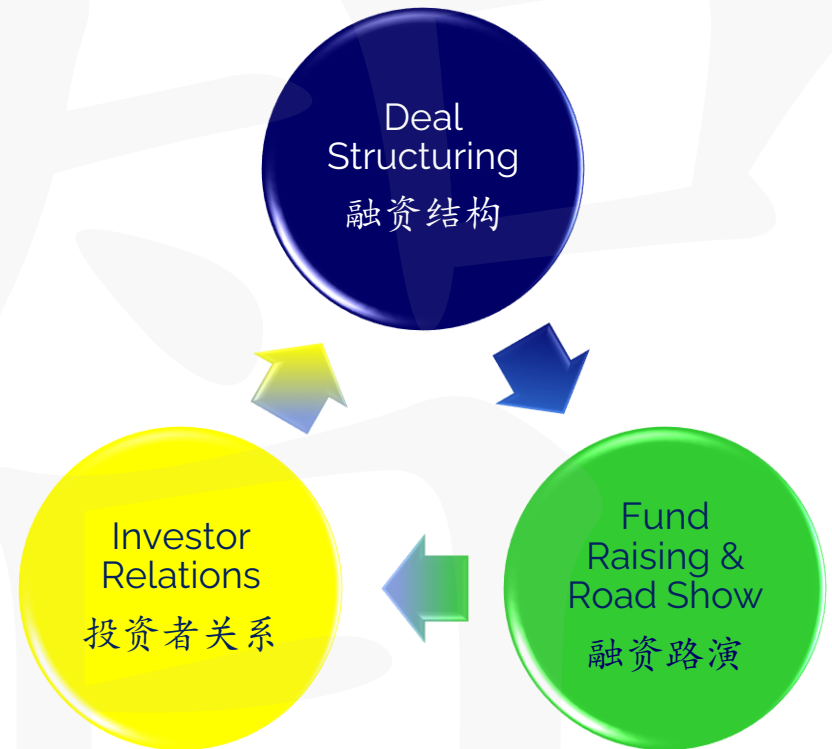 Deal
Structuring
融资结构
Fund
Raising &
Road Show
融资路演
Investor
Relations
投资者关系